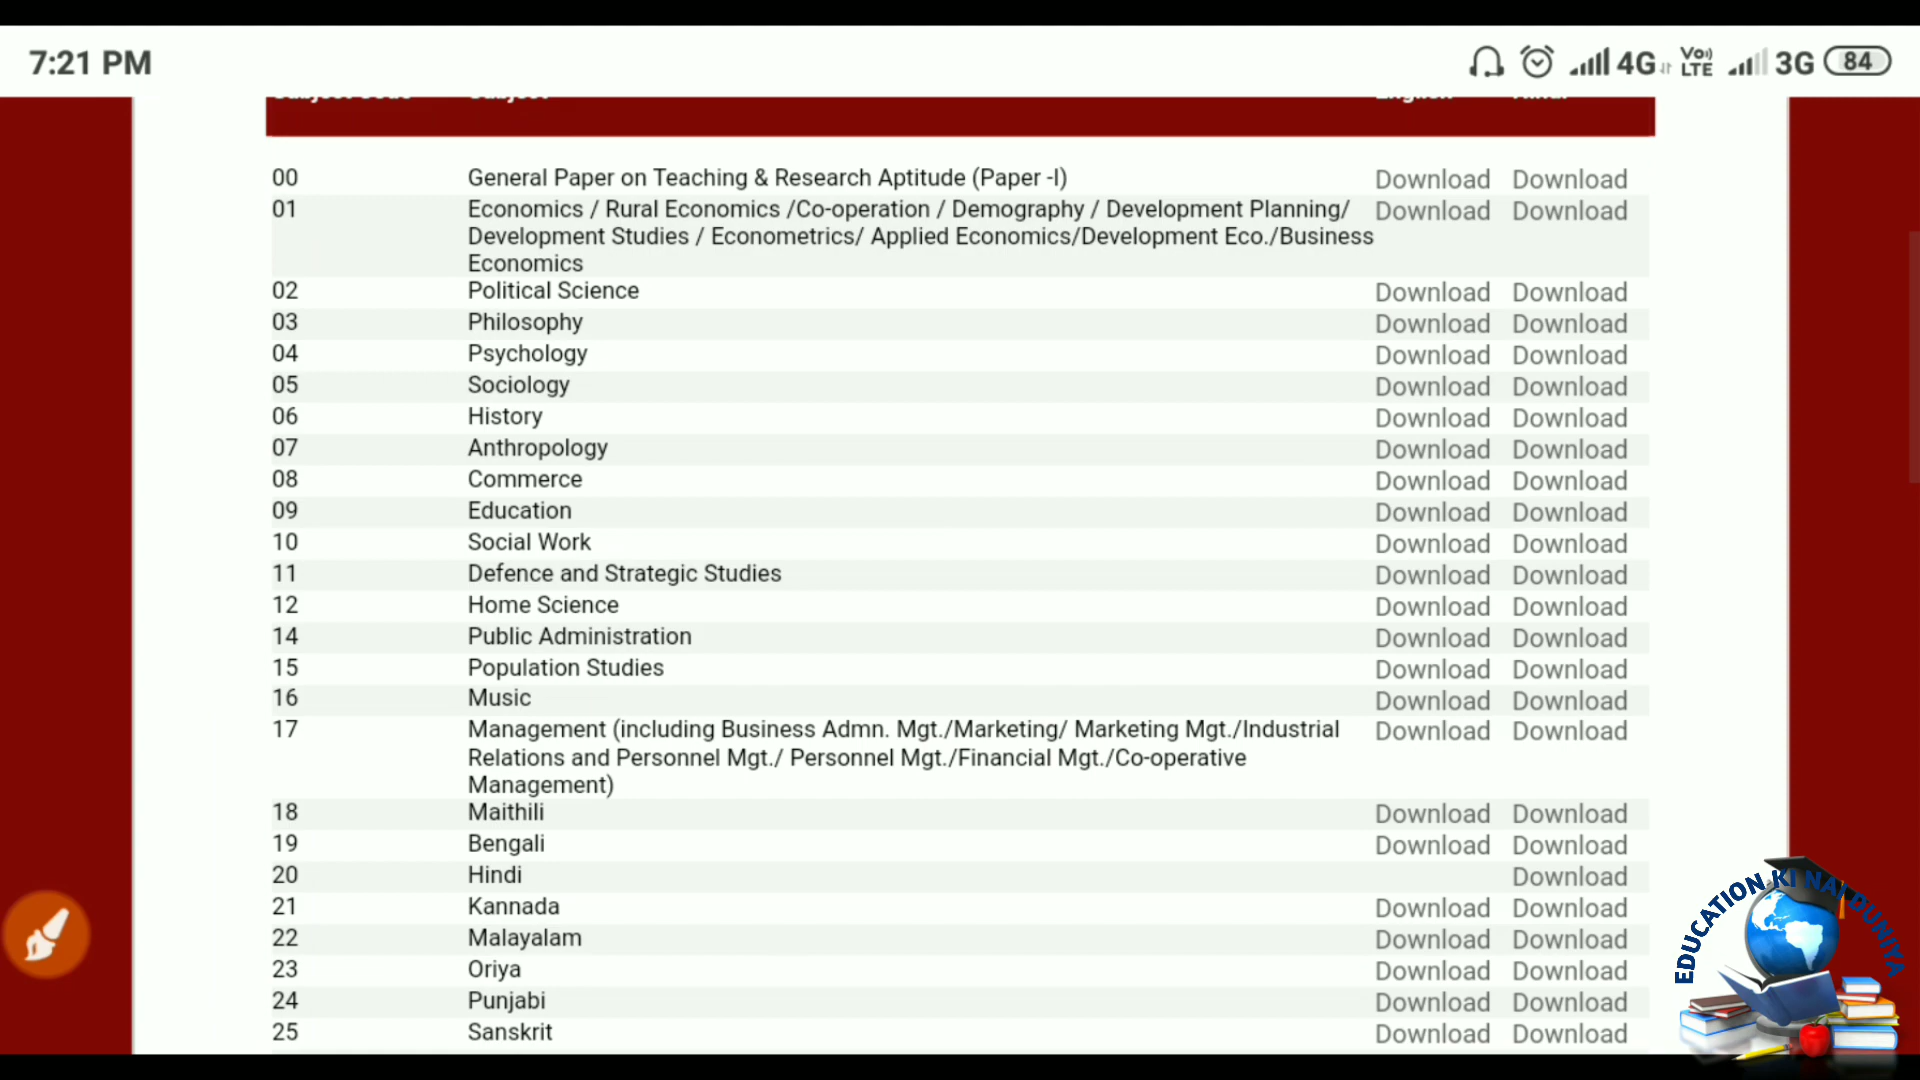 7:21 PM 4G Vo) LTE 3G 84
Subject Code Subject English Hindi
00 General Paper on Teaching & Research Aptitude (Paper -I) Download Download
01 Economics / Rural Economics /Co-operation / Demography / Development Planning/ Download Download
Development Studies / Econometrics/ Applied Economics/Development Eco./Business
Economics
02 Political Science Download Download
03 Philosophy Download Download
04 Psychology Download Download
05 Sociology Download Download
06 History Download Download
07 Anthropology Download Download
08 Commerce Download Download
09 Education Download Download
10 Social Work Download Download
11 Defence and Strategic Studies Download Download
12 Home Science Download Download
14 Public Administration Download Download
15 Population Studies Download Download
16 Music Download Download
17 Management (including Business Admn. Mgt./Marketing/ Marketing Mgt./Industrial Download Download
Relations and Personnel Mgt./ Personnel Mgt./Financial Mgt./Co-operative
Management)
18 Maithili Download Download
19 Bengali Download Download
20 Hindi Download
21 Kannada Download Download
22 Malayalam Download Download
23 Oriya Download Download
24 Punjabi Download Download
25 Sanskrit Download Download
EDUCATION KI NAI DUNIYA